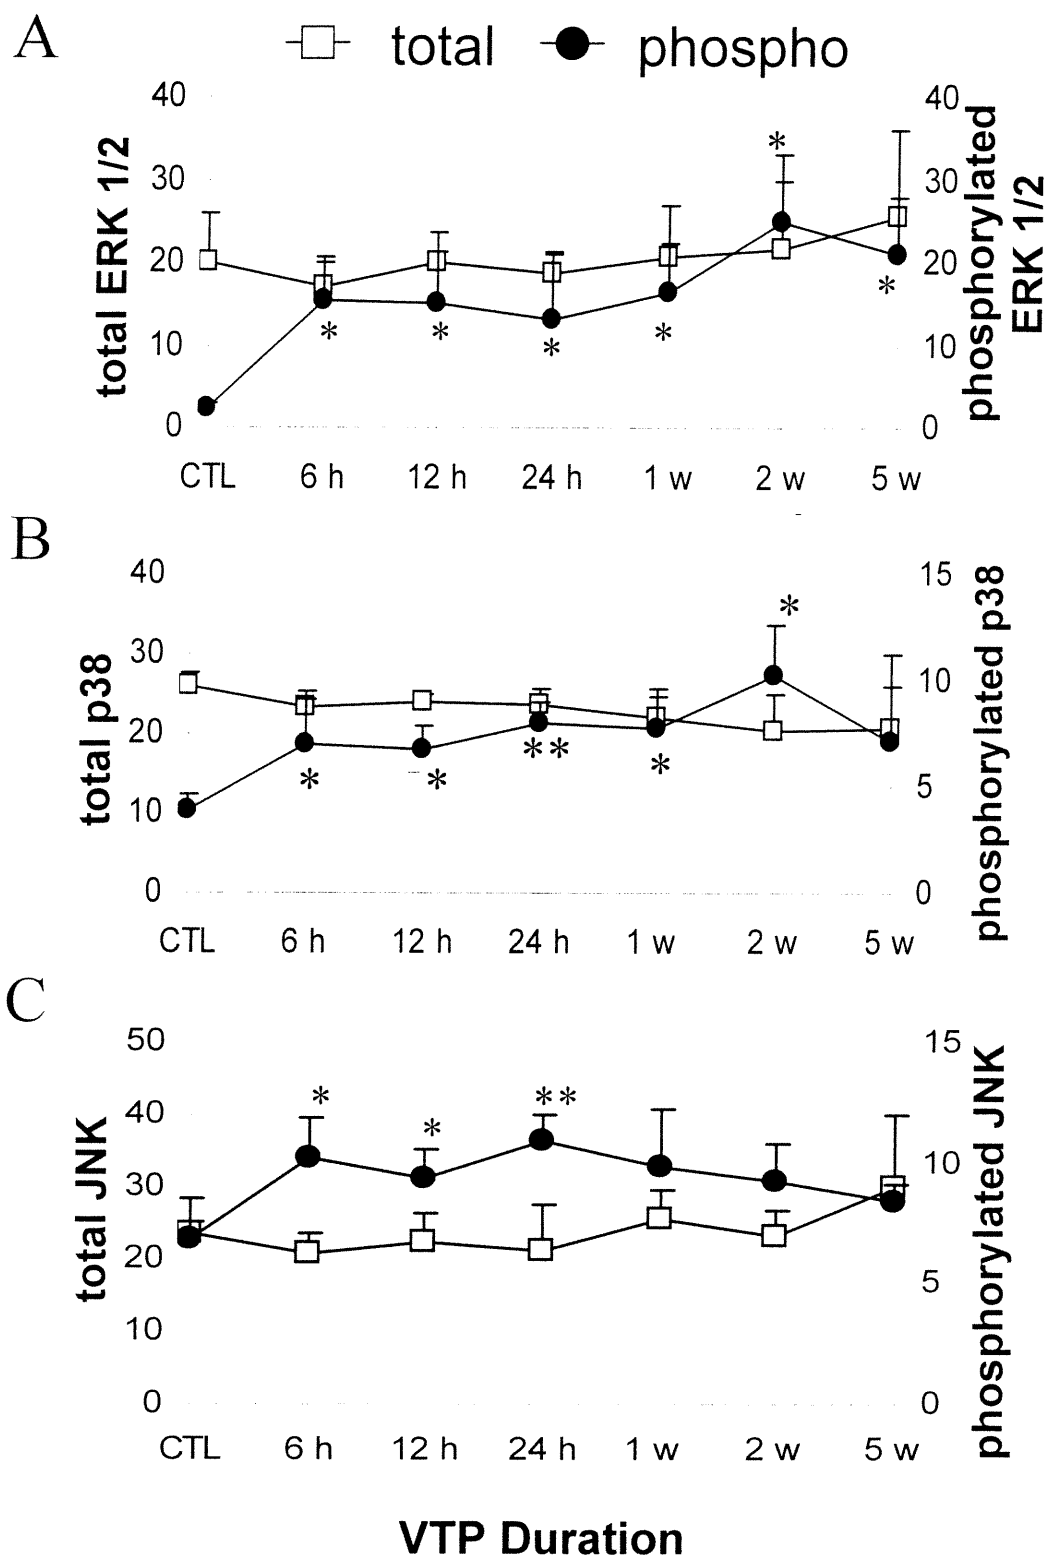 A
total phospho
total ERK 1/2
40
30
20
10
0
40
30
20
10
0
phosphorylated
ERK 1/2
* * * * * *
CTL 6 h 12 h 24 h 1 w 2 w 5 w
B
total p38
40
30
20
10
0
15
10
5
0
phosphorylated p38
* * ** * *
CTL 6 h 12 h 24 h 1 w 2 w 5 w
C
total JNK
50
40
30
20
10
0
15
10
5
0
phosphorylated JNK
* * **
CTL 6 h 12 h 24 h 1 w 2 w 5 w
VTP Duration